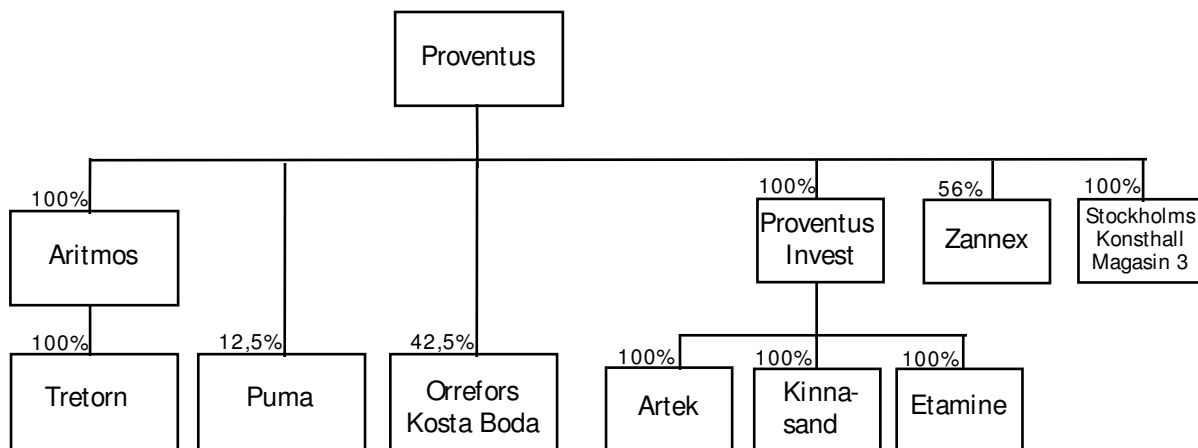 Proventus
100%
Aritmos
100%
Proventus
Invest
56%
Zannex
100%
Stockholms
Konsthall
Magasin 3
100%
Tretorn
12,5%
Puma
42,5%
Orrefors
Kosta Boda
100%
Artek
100%
Kinna-
sand
100%
Etamine